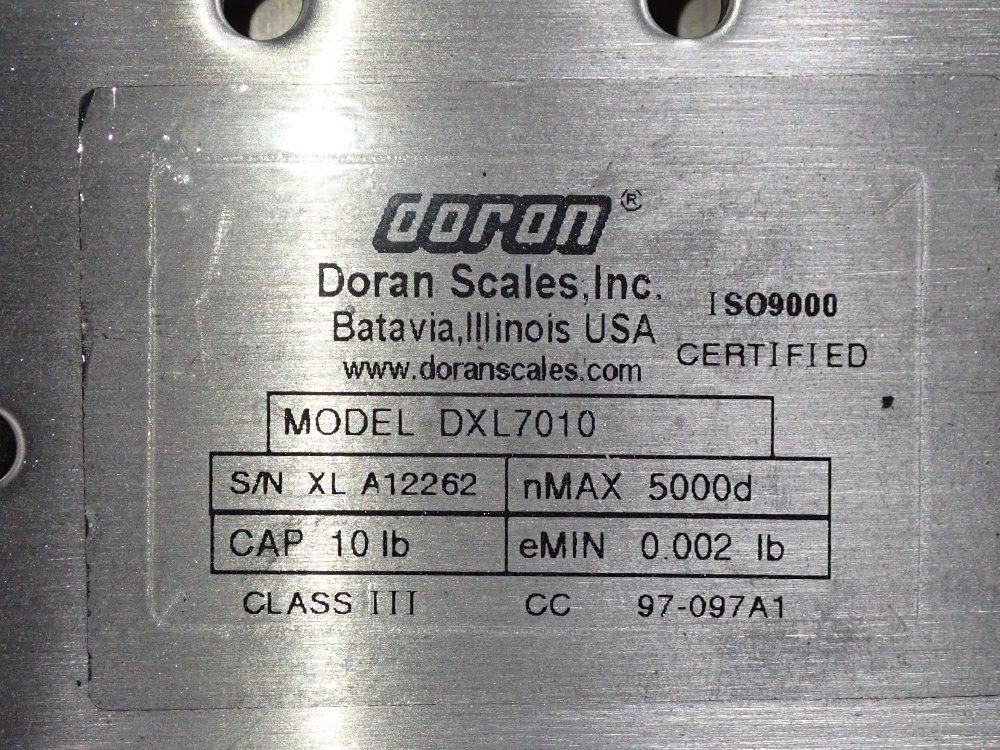 doran ®
Doran Scales,Inc.
Batavia,Illinois USA
www.doranscales.com
ISO9000
CERTIFIED
MODEL DXL7010
S/N XL A12262 nMAX 5000d
CAP 10 lb eMIN 0.002 lb
CLASS III CC 97-097A1